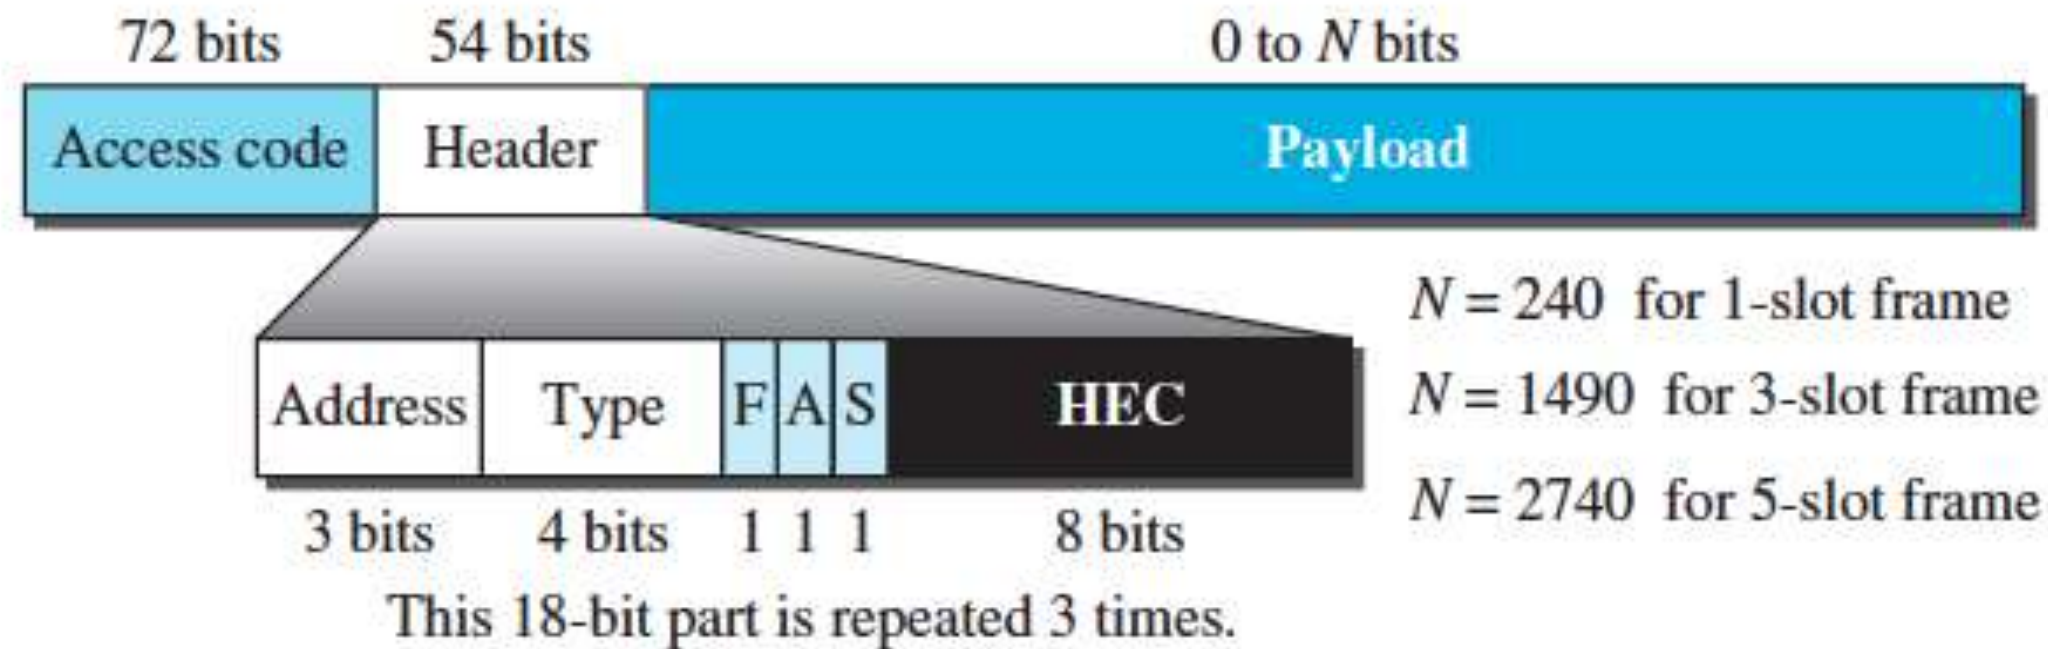 72 bits 54 bits 0 to N bits
Access code Header Payload
N = 240 for 1-slot frame
Address Type F A S HEC N = 1490 for 3-slot frame
N = 2740 for 5-slot frame
3 bits 4 bits 1 1 1 8 bits
This 18-bit part is repeated 3 times.